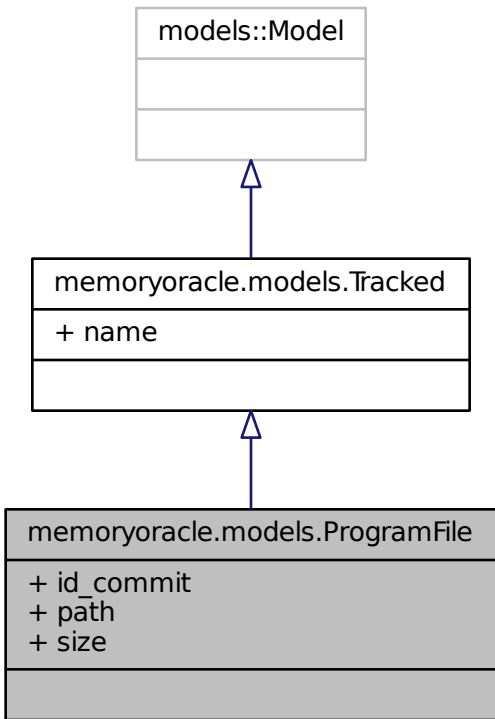 models::Model
memoryoracle.models.Tracked
+ name
memoryoracle.models.ProgramFile
+ id_commit
+ path
+ size